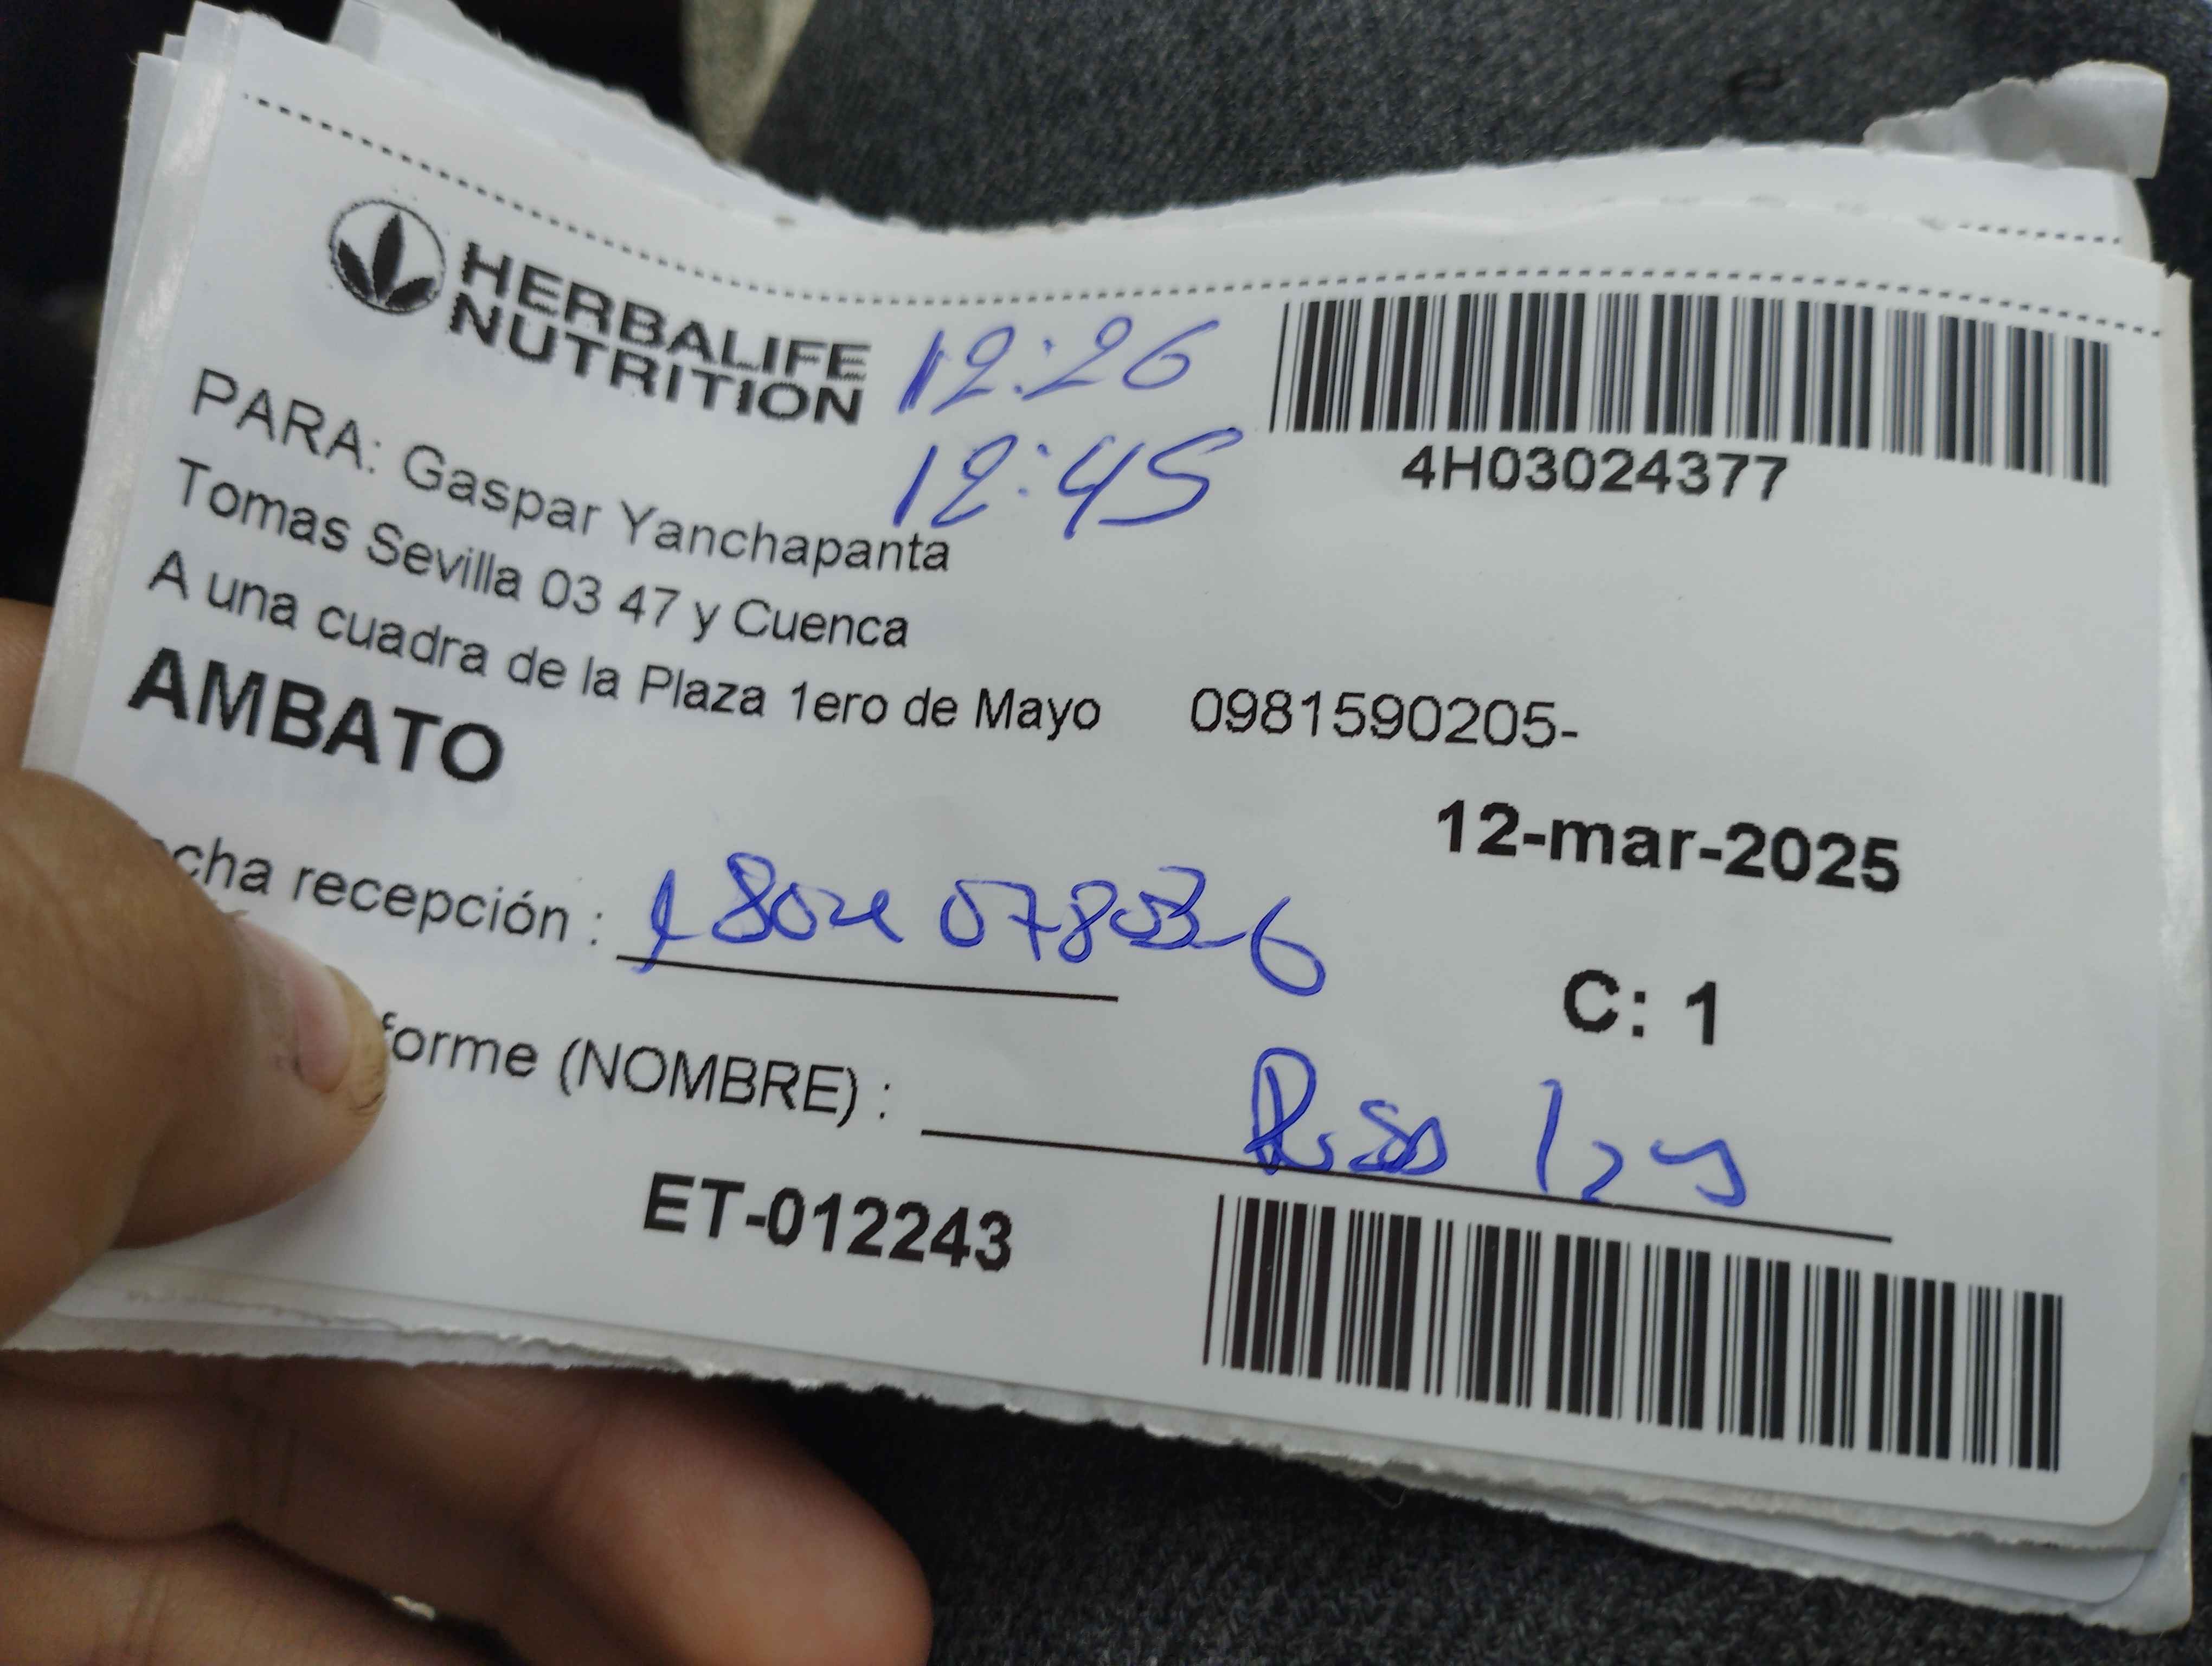 HERBALIFE
NUTRITION
12:26
12:45
4H03024377
PARA: Gaspar Yanchapanta
Tomas Sevilla 03 47 y Cuenca
A una cuadra de la Plaza 1ero de Mayo 0981590205-
AMBATO
12-mar-2025
cha recepción :
C: 1
forme (NOMBRE) :
ET-012243